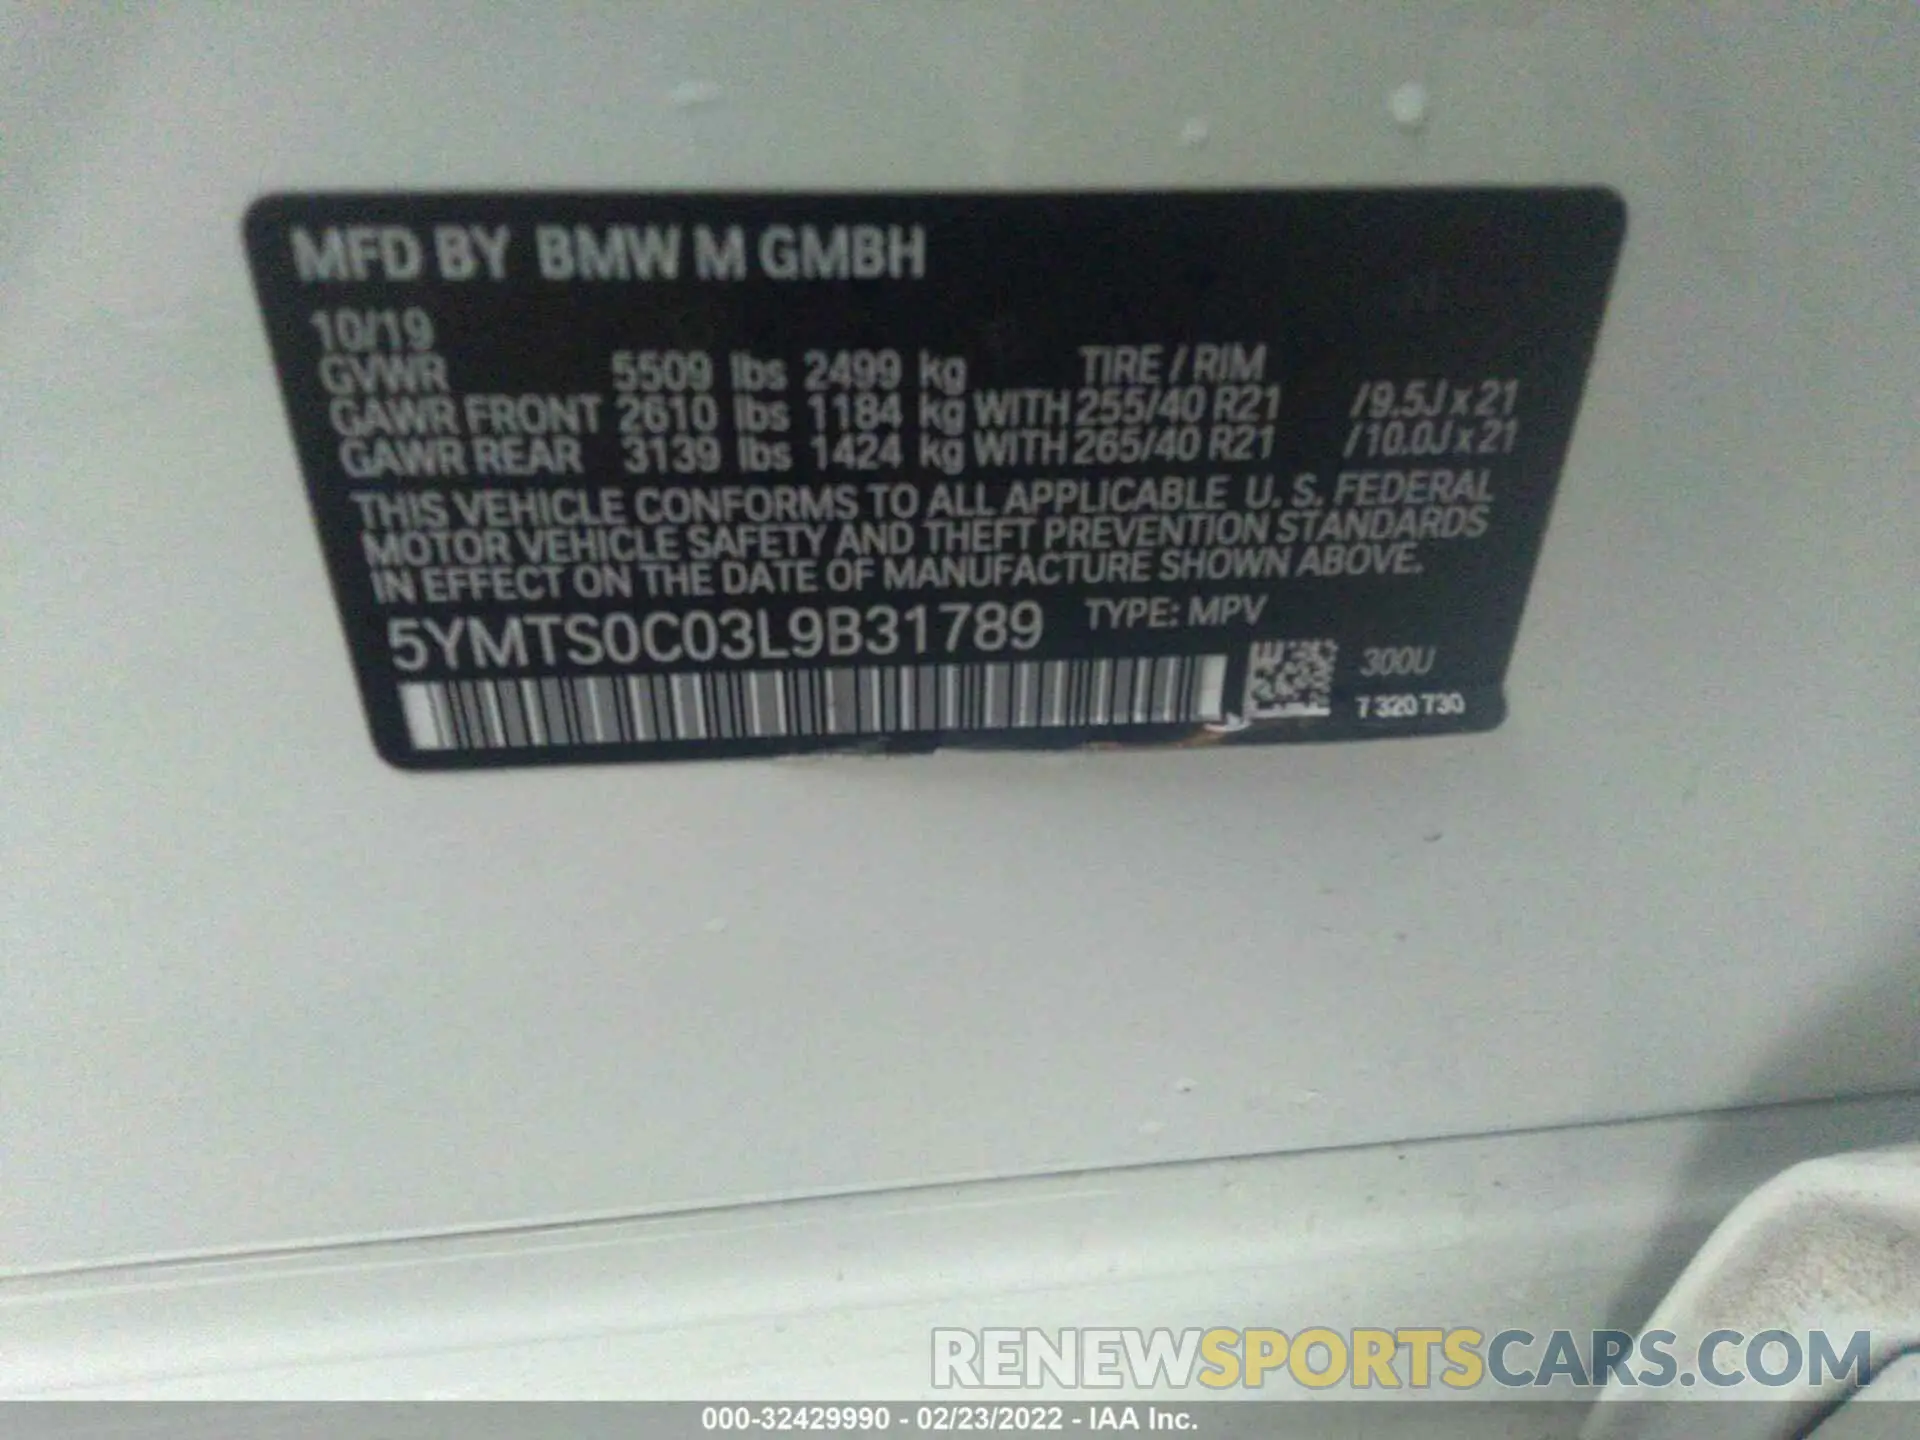 MFD BY BMW M GMBH
10/19
GVWR 5509 lbs 2499 kg TIRE / RIM
GAWR FRONT 2610 lbs 1184 kg WITH 255/40 R21 /9.5J x 21
GAWR REAR 3139 lbs 1424 kg WITH 265/40 R21 /10.0J x 21
THIS VEHICLE CONFORMS TO ALL APPLICABLE U. S. FEDERAL
MOTOR VEHICLE SAFETY AND THEFT PREVENTION STANDARDS
IN EFFECT ON THE DATE OF MANUFACTURE SHOWN ABOVE.
5YMTS0C03L9B31789 TYPE: MPV
300U
7 320 730
RENEWSPORTSCARS.COM
000-32429990 - 02/23/2022 - IAA Inc.